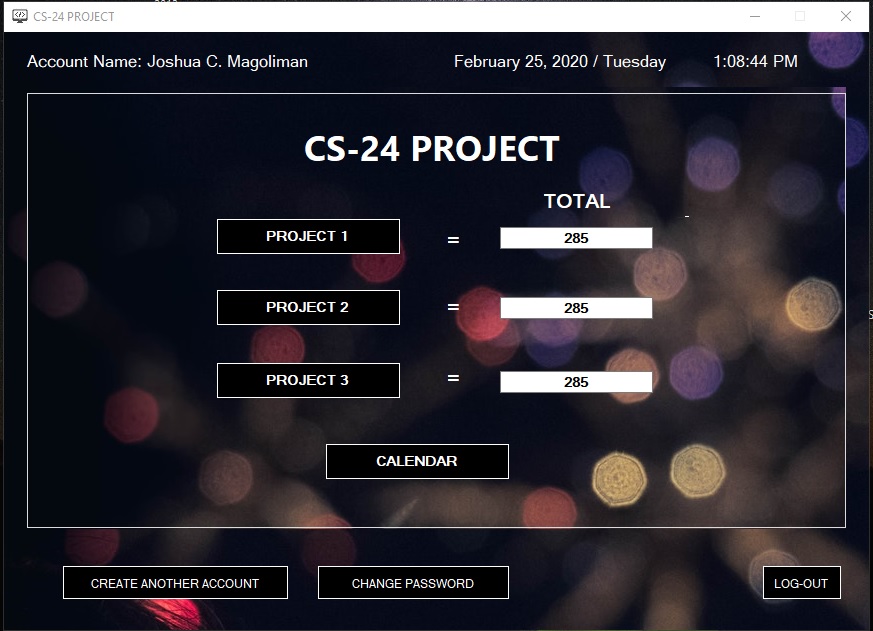 CS-24 PROJECT
Account Name: Joshua C. Magoliman February 25, 2020 / Tuesday 1:08:44 PM
CS-24 PROJECT
TOTAL
PROJECT 1 = 285
PROJECT 2 = 285
PROJECT 3 = 285
CALENDAR
CREATE ANOTHER ACCOUNT CHANGE PASSWORD LOG-OUT